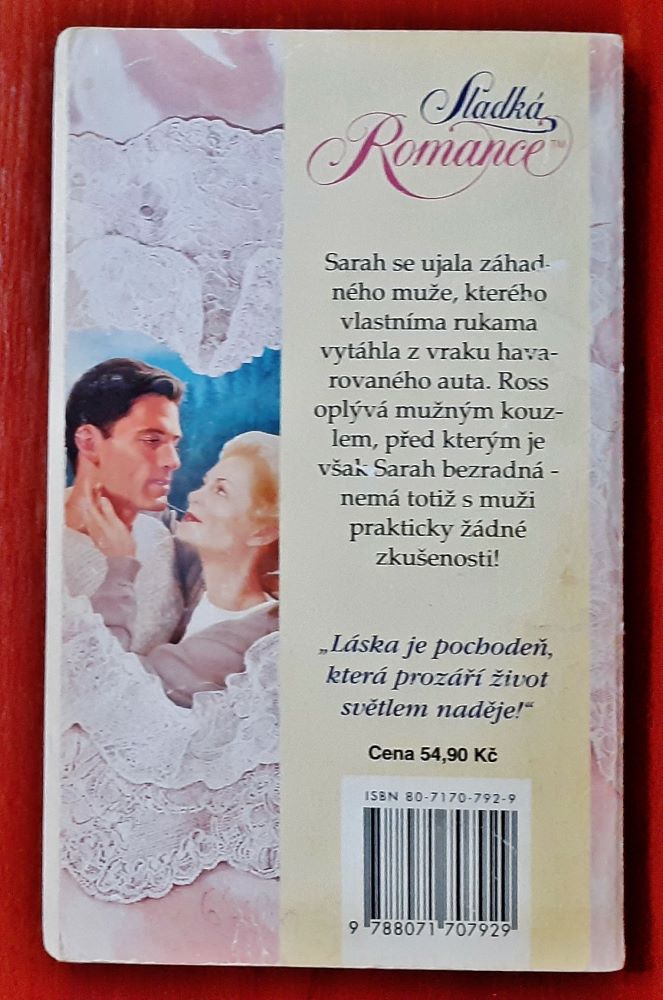 Sladká
Romance™
Sarah se ujala záhad-
ného muže, kterého
vlastníma rukama
vytáhla z vraku hava-
rovaného auta. Ross
oplývá mužným kouz-
lem, před kterým je
však Sarah bezradná -
nemá totiž s muži
prakticky žádné
zkušenosti!
„Láska je pochodeň,
která prozáří život
světlem naděje!“
Cena 54,90 Kč
ISBN 80-7170-792-9
9 788071 707929